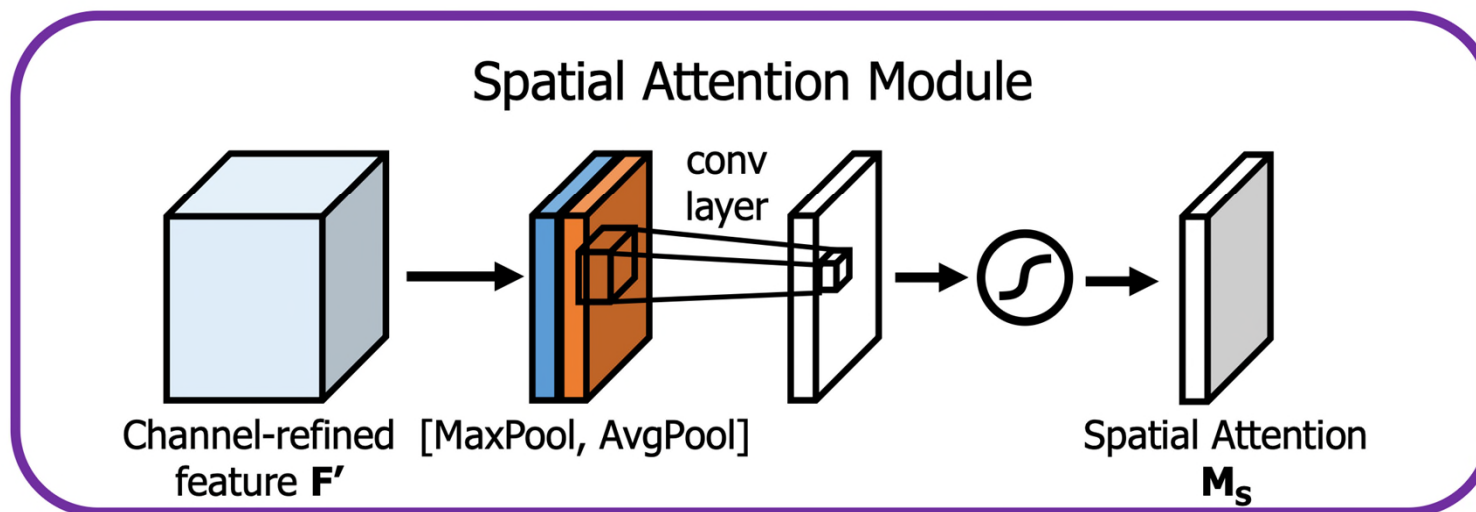 Spatial Attention Module
conv
layer
Channel-refined
feature F’
[MaxPool, AvgPool]
Spatial Attention
Ms